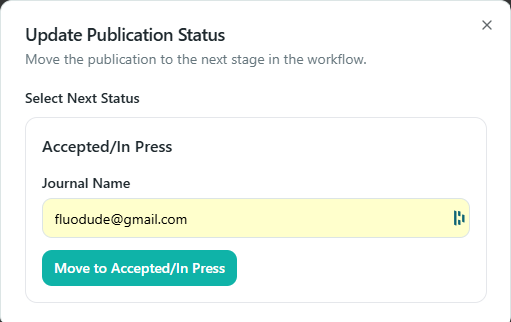 Update Publication Status
Move the publication to the next stage in the workflow.
Select Next Status
Accepted/In Press
Journal Name
fluodude@gmail.com
Move to Accepted/In Press